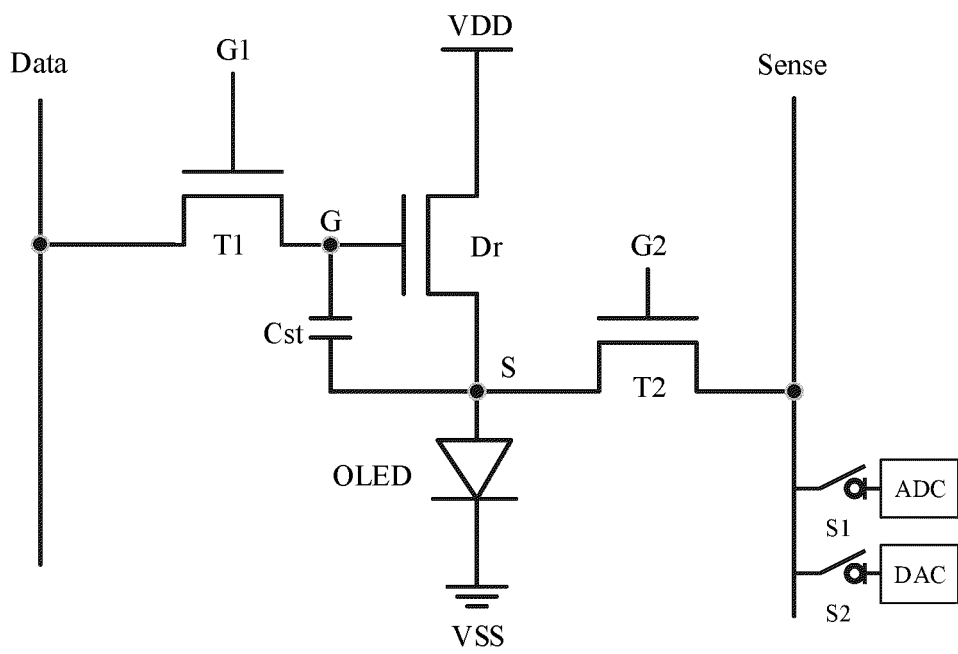 VDD
G1
Data
Sense
G
T1
Dr
G2
Cst
S
T2
OLED
ADC
S1
DAC
S2
VSS